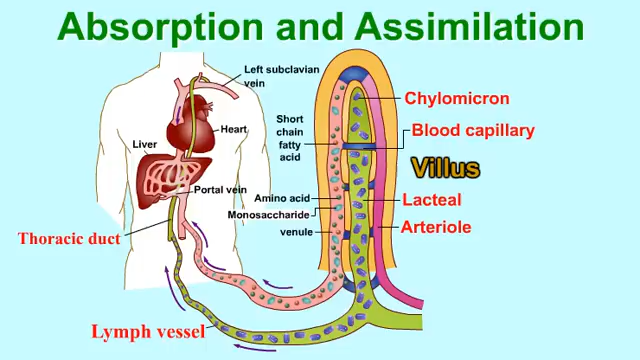 Absorption and Assimilation
Left subclavian
vein
Heart
Liver
Portal vein
Thoracic duct
Lymph vessel
Short
chain
fatty
acid
Amino acid
Monosaccharide
venule
Chylomicron
Blood capillary
Villus
Lacteal
Arteriole